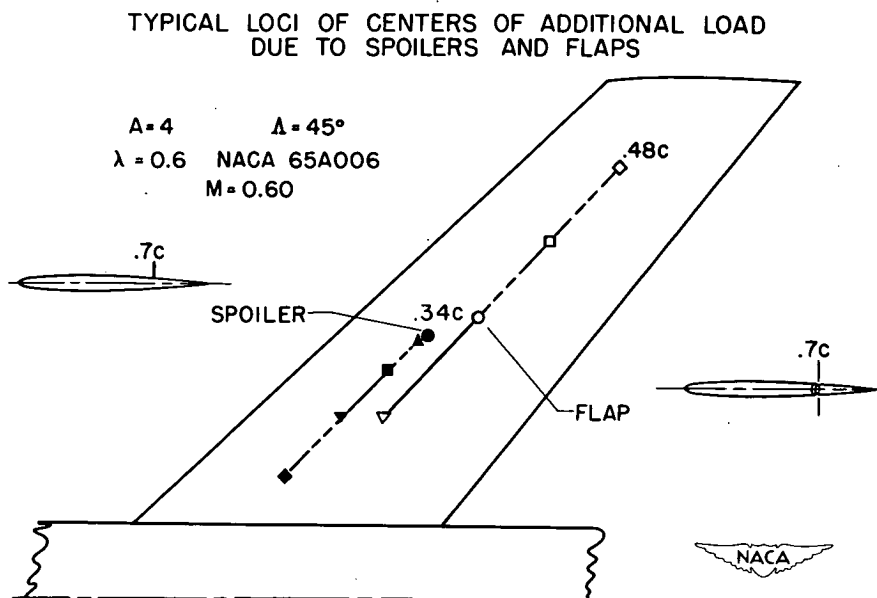 TYPICAL LOCI OF CENTERS OF ADDITIONAL LOAD
DUE TO SPOILERS AND FLAPS
A=4 Λ=45°
λ=0.6 NACA 65A006
M=0.60
.48c
.7c
SPOILER
.34c
.7c
FLAP
NACA